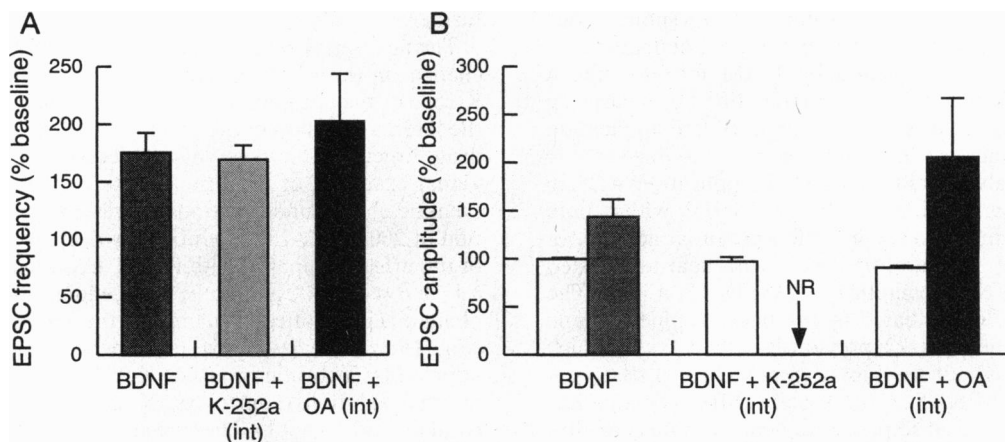 A
EPSC frequency (% baseline)
250
200
150
100
50
0
BDNF
BDNF +
K-252a
(int)
BDNF +
OA (int)
B
EPSC amplitude (% baseline)
300
250
200
150
100
50
0
NR
BDNF
BDNF + K-252a
(int)
BDNF + OA
(int)